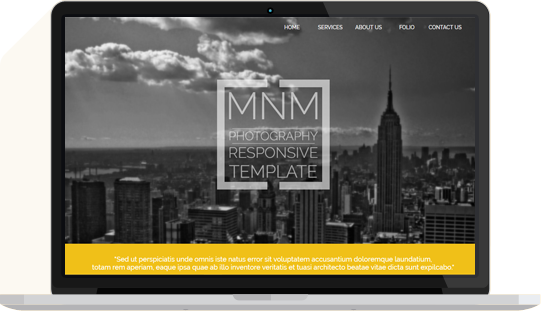 HOME SERVICES ABOUT US FOLIO CONTACT US
MNM
PHOTOGRAPHY
RESPONSIVE
TEMPLATE
"Sed ut perspiciatis unde omnis iste natus error sit voluptatem accusantium doloremque laudantium,
totam rem aperiam, eaque ipsa quae ab illo inventore veritatis et tuasi architecto beatae vitae dicta sunt explicabo."